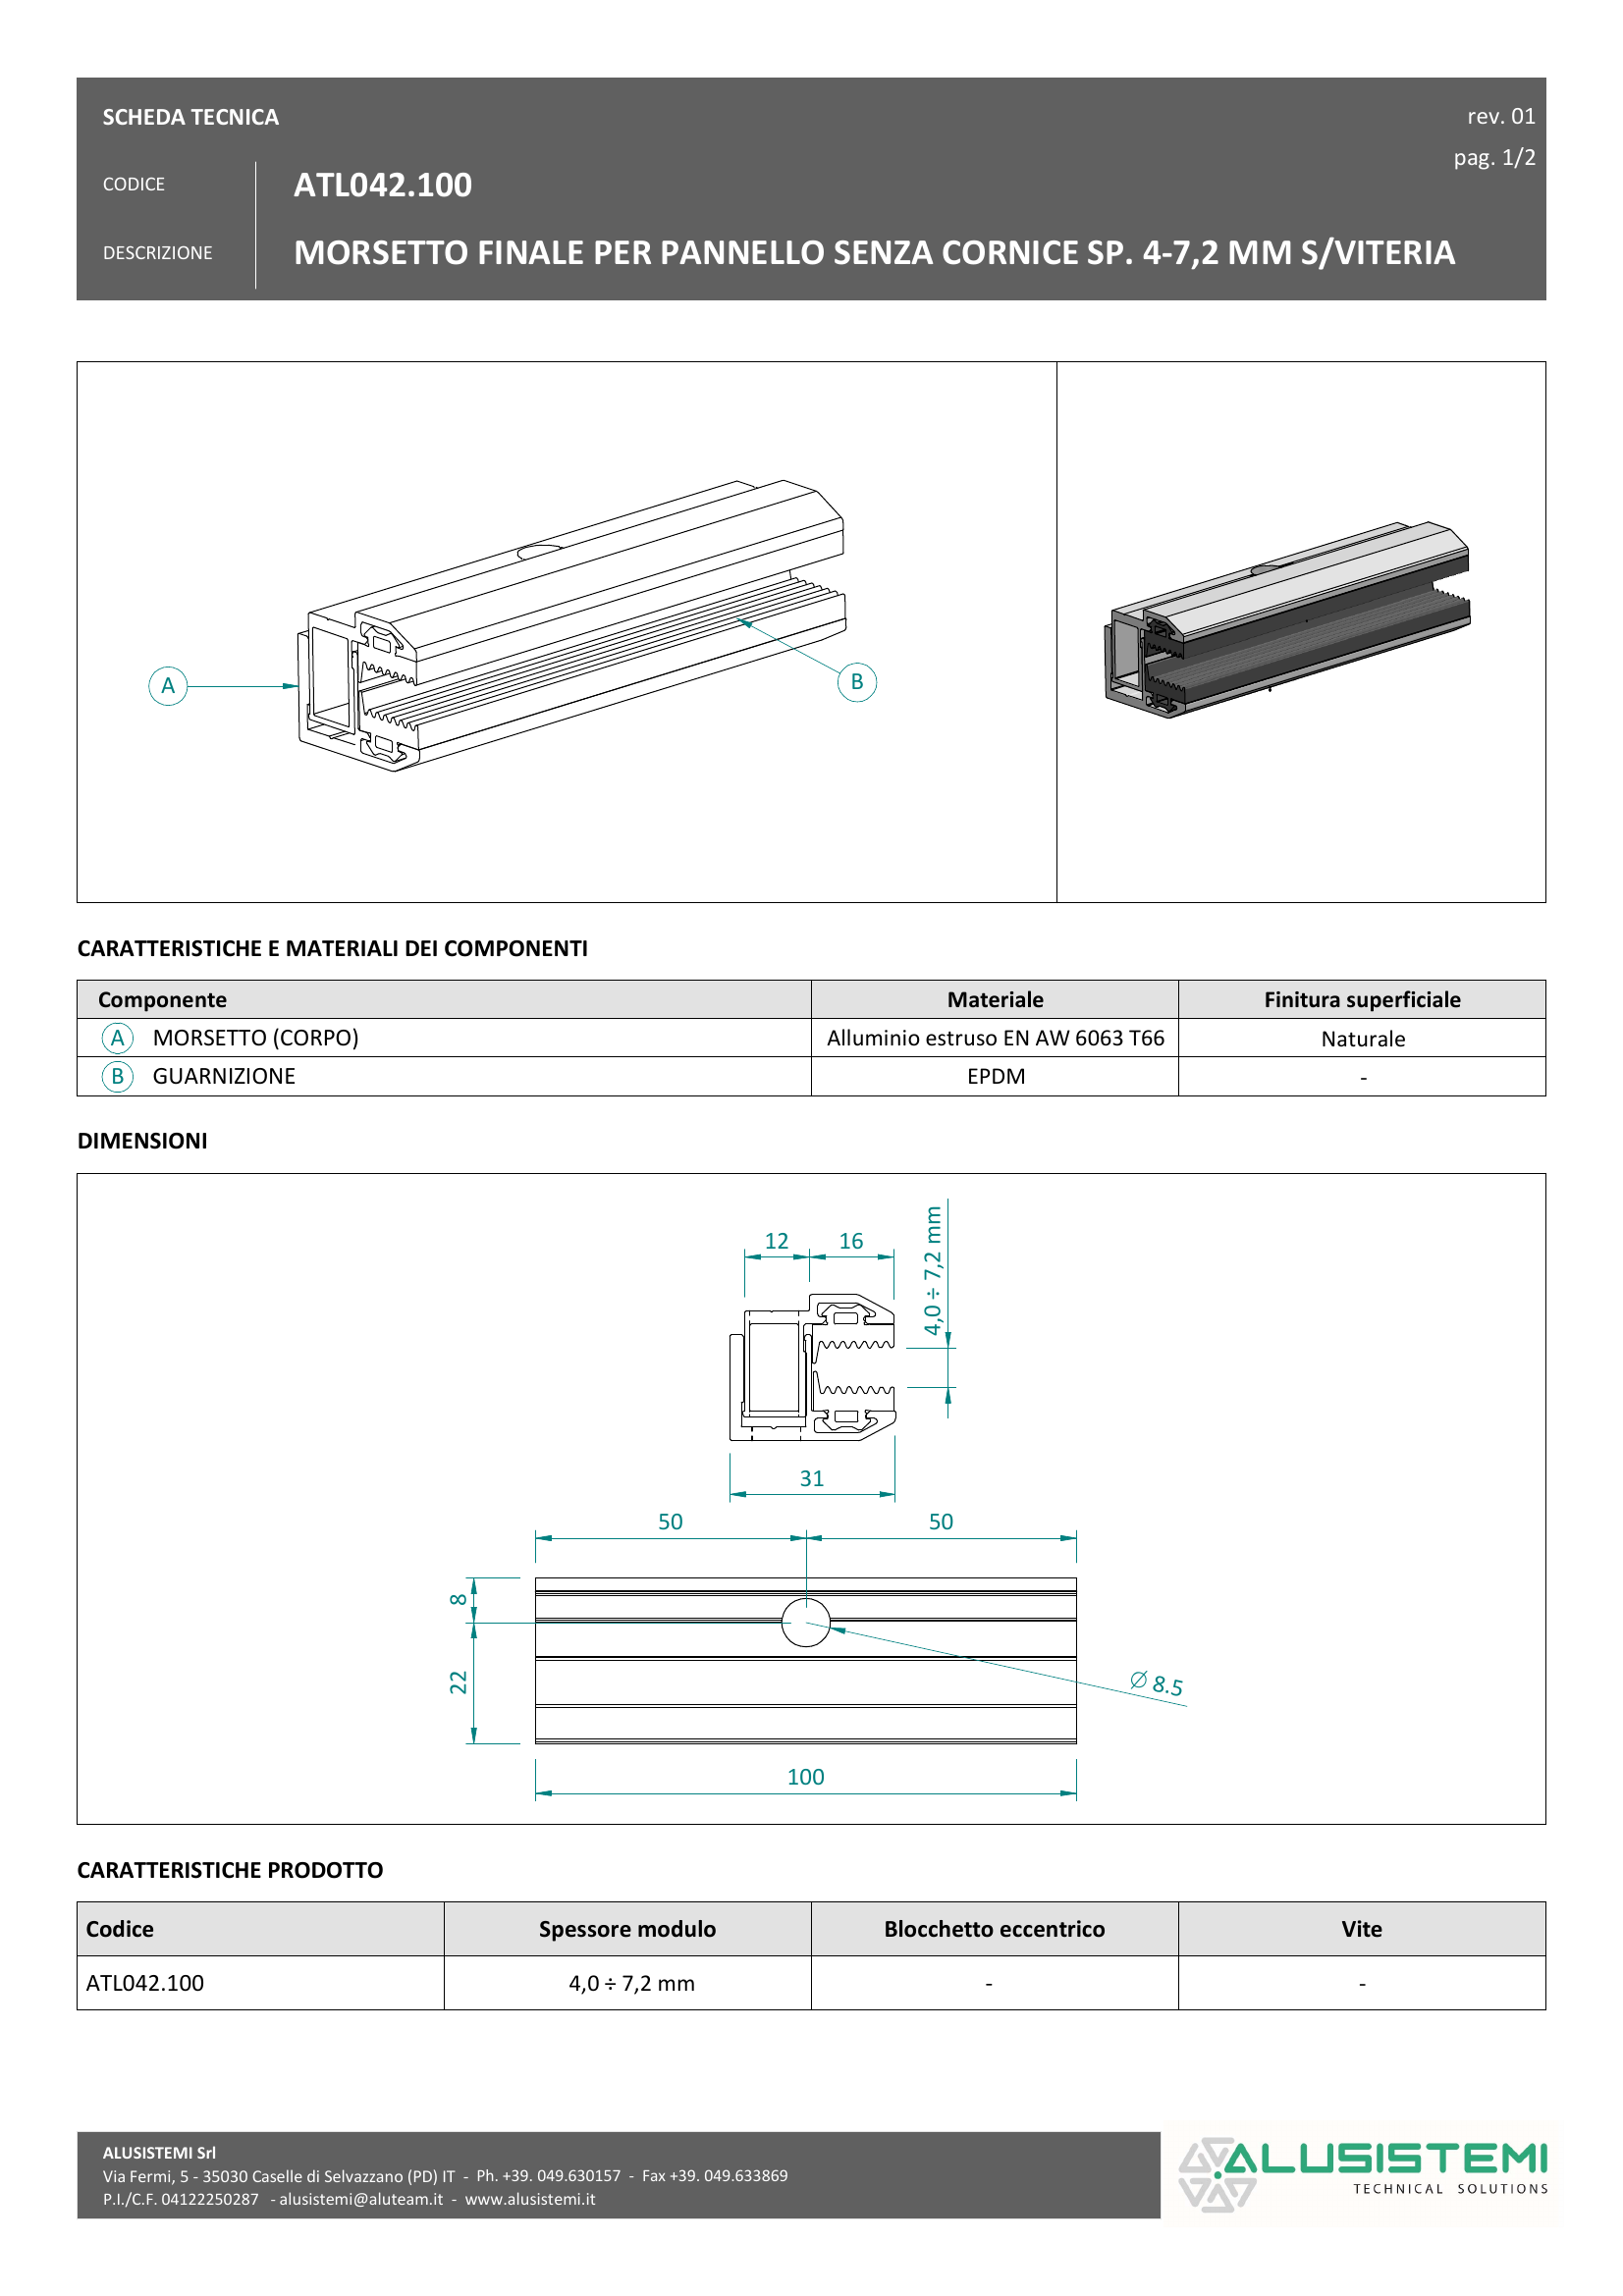 SCHEDA TECNICA
rev. 01
pag. 1/2
CODICE
ATL042.100
DESCRIZIONE
MORSETTO FINALE PER PANNELLO SENZA CORNICE SP. 4-7,2 MM S/VITERIA
A
B
CARATTERISTICHE E MATERIALI DEI COMPONENTI
Componente Materiale Finitura superficiale
A MORSETTO (CORPO) Alluminio estruso EN AW 6063 T66 Naturale
B GUARNIZIONE EPDM -
DIMENSIONI
12 16
4,0 ÷ 7,2 mm
31
50 50
8
22
∅ 8.5
100
CARATTERISTICHE PRODOTTO
Codice Spessore modulo Blocchetto eccentrico Vite
ATL042.100 4,0 ÷ 7,2 mm - -
ALUSISTEMI Srl
Via Fermi, 5 - 35030 Caselle di Selvazzano (PD) IT - Ph. +39. 049.630157 - Fax +39. 049.633869
P.I./C.F. 04122250287 - alusistemi@aluteam.it - www.alusistemi.it
ALUSISTEMI
TECHNICAL SOLUTIONS